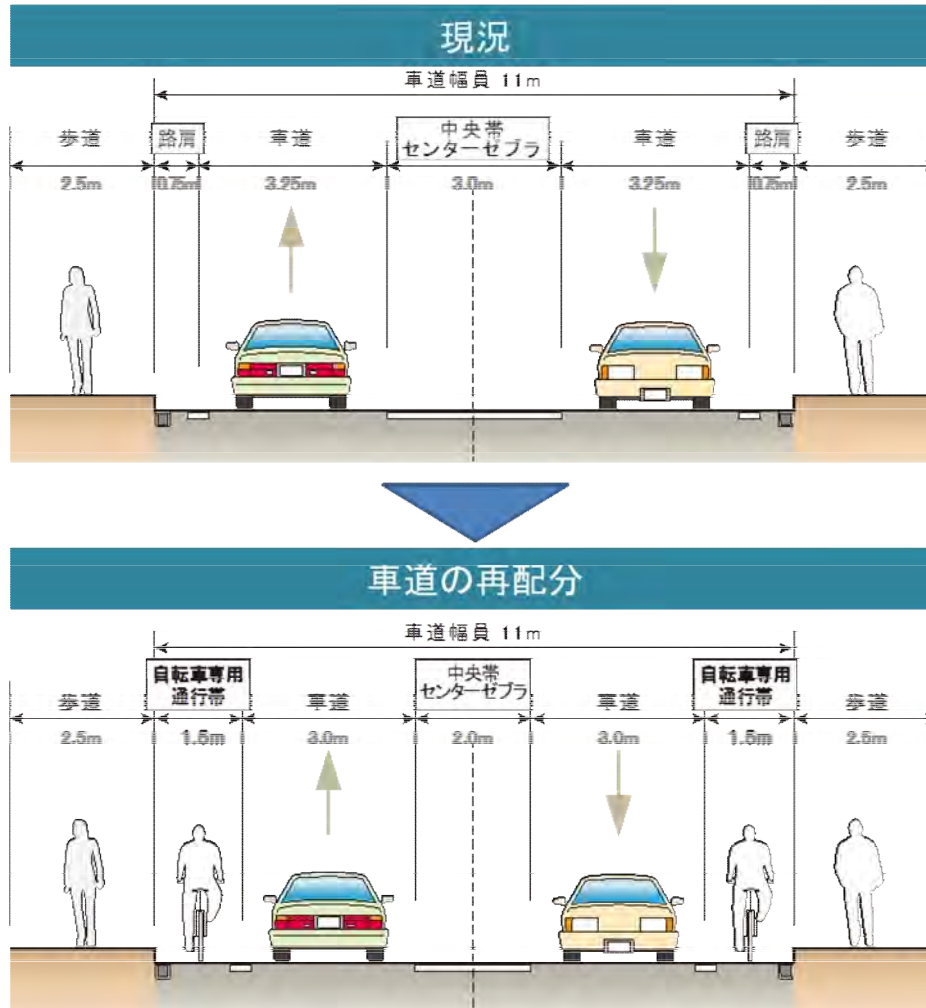 現況
車道幅員 11m
歩道
路肩
車道
中央帯
センターゼブラ
車道
路肩
歩道
2.5m
0.75m
3.25m
3.0m
3.25m
0.75m
2.5m
車道の再配分
車道幅員 11m
歩道
自転車専用
通行帯
車道
中央帯
センターゼブラ
車道
自転車専用
通行帯
歩道
2.5m
1.5m
3.0m
2.0m
3.0m
1.5m
2.5m